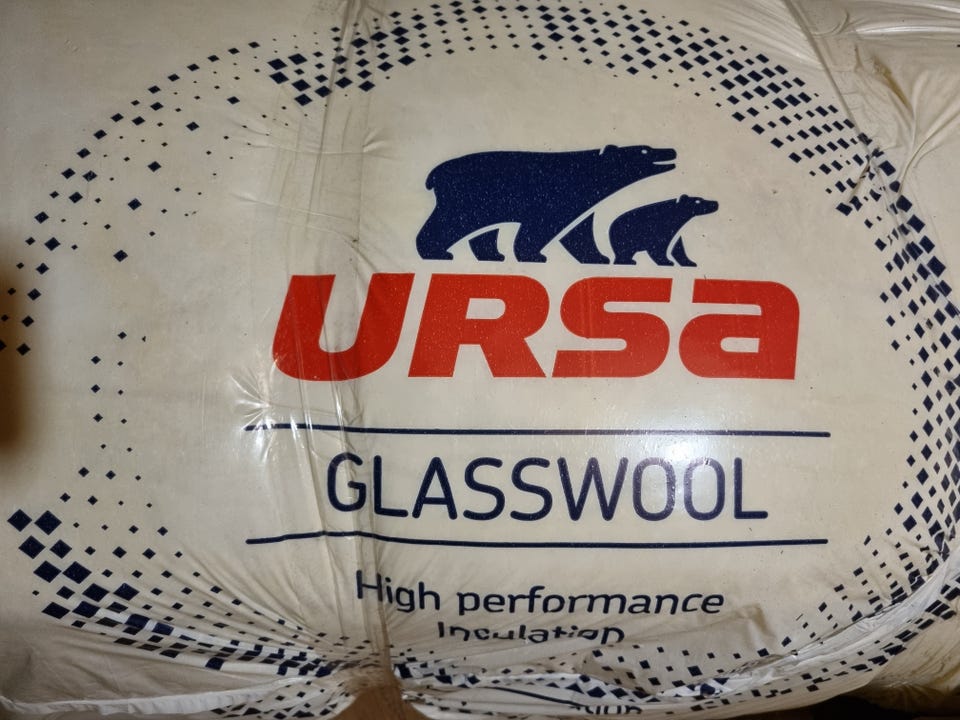 URSA
GLASSWOOL
High performance
Insulation